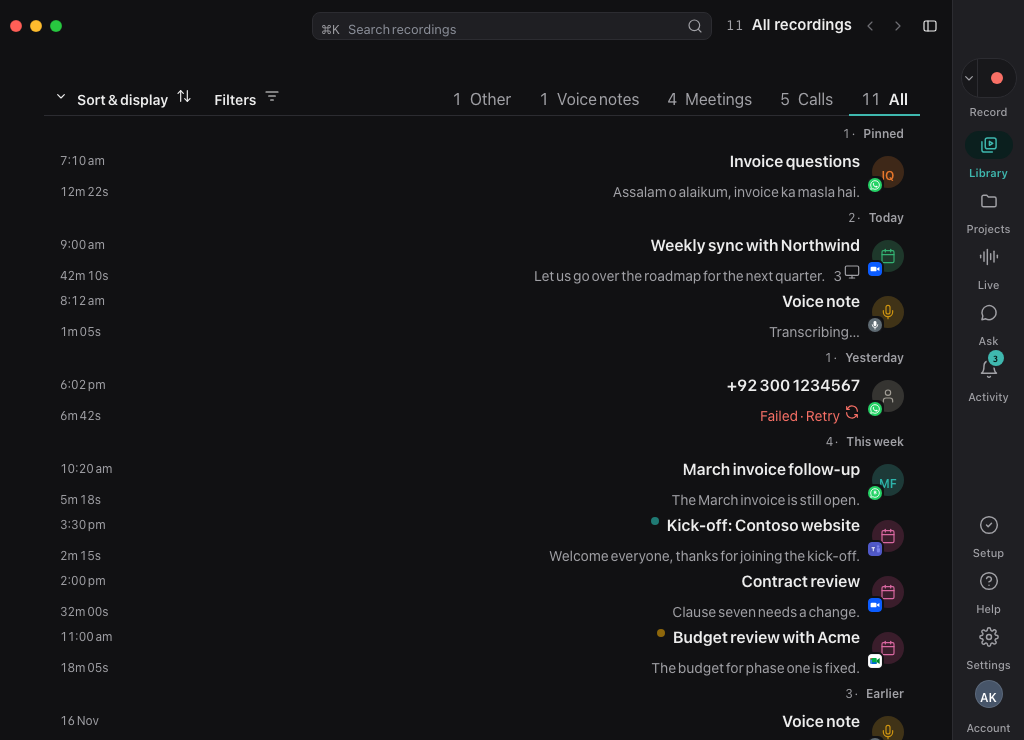 ⌘K Search recordings
11 All recordings
Sort & display
Filters
1 Other
1 Voice notes
4 Meetings
5 Calls
11 All
1 · Pinned
7:10 am
Invoice questions
IQ
12m 22s
Assalam o alaikum, invoice ka masla hai.
2 · Today
9:00 am
Weekly sync with Northwind
42m 10s
Let us go over the roadmap for the next quarter. 3
8:12 am
Voice note
1m 05s
Transcribing...
1 · Yesterday
6:02 pm
+92 300 1234567
6m 42s
Failed · Retry
4 · This week
10:20 am
March invoice follow-up
MF
5m 18s
The March invoice is still open.
3:30 pm
Kick-off: Contoso website
2m 15s
Welcome everyone, thanks for joining the kick-off.
2:00 pm
Contract review
32m 00s
Clause seven needs a change.
11:00 am
Budget review with Acme
18m 05s
The budget for phase one is fixed.
3 · Earlier
16 Nov
Voice note
Record
Library
Projects
Live
Ask
3
Activity
Setup
Help
Settings
AK
Account